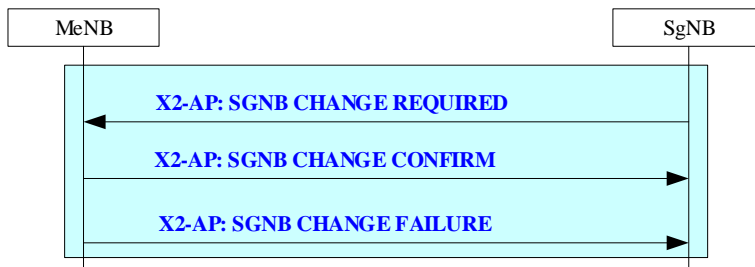 MeNB
SgNB
X2-AP: SGNB CHANGE REQUIRED
X2-AP: SGNB CHANGE CONFIRM
X2-AP: SGNB CHANGE FAILURE